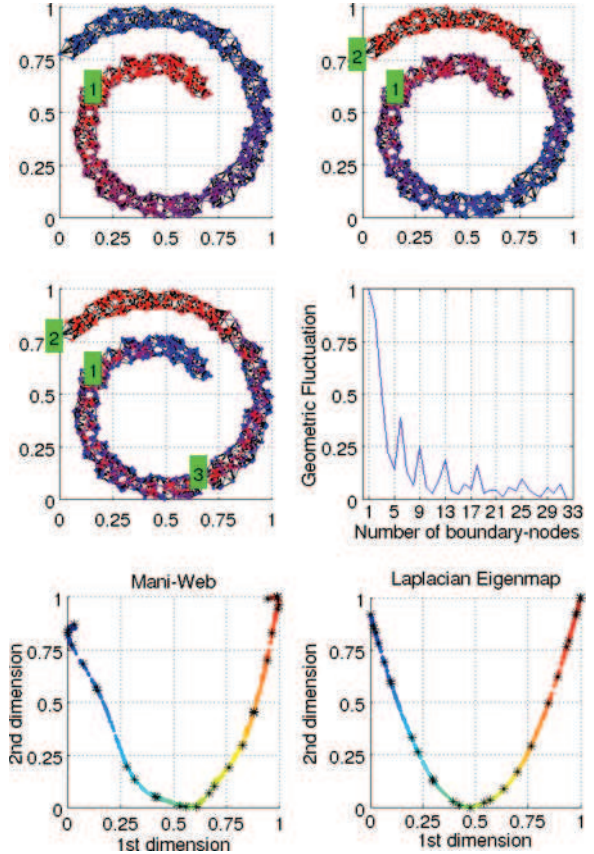 1
0.75
0.5
0.25
0
0 0.25 0.5 0.75 1
1
1
0.75
0.5
0.25
0
0 0.25 0.5 0.75 1
2
1
1
0.75
0.5
0.25
0
0 0.25 0.5 0.75 1
2
1
3
Geometric Fluctuation
1
0.75
0.5
0.25
0
1 5 9 13 17 21 25 29 33
Number of boundary-nodes
Mani-Web
2nd dimension
1
0.75
0.5
0.25
0
0 0.25 0.5 0.75 1
1st dimension
Laplacian Eigenmap
2nd dimension
1
0.75
0.5
0.25
0
0 0.25 0.5 0.75 1
1st dimension